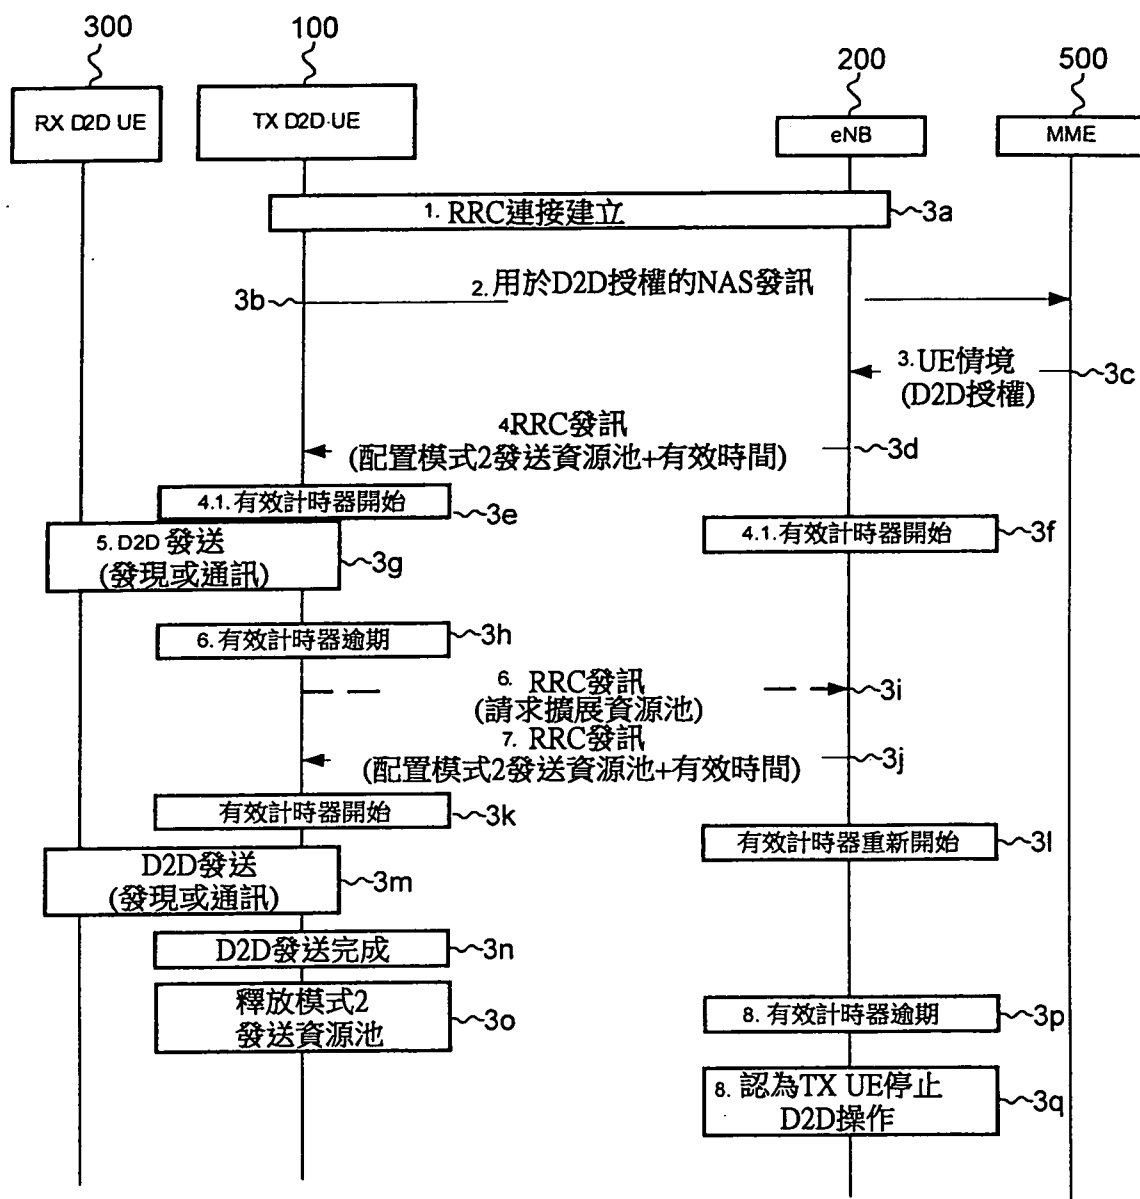 300
100
200
500
RX D2D UE
TX D2D UE
eNB
MME
1. RRC連接建立
3a
2. 用於D2D授權的NAS發訊
3b
3. UE情境
(D2D授權)
3c
4.RRC發訊
(配置模式2發送資源池+有效時間)
3d
4.1. 有效計時器開始
3e
4.1. 有效計時器開始
3f
5. D2D 發送
(發現或通訊)
3g
6. 有效計時器逾期
3h
6. RRC發訊
(請求擴展資源池)
3i
7. RRC發訊
(配置模式2發送資源池+有效時間)
3j
有效計時器開始
3k
有效計時器重新開始
3l
D2D發送
(發現或通訊)
3m
D2D發送完成
3n
釋放模式2
發送資源池
3o
8. 有效計時器逾期
3p
8. 認為TX UE停止
D2D操作
3q